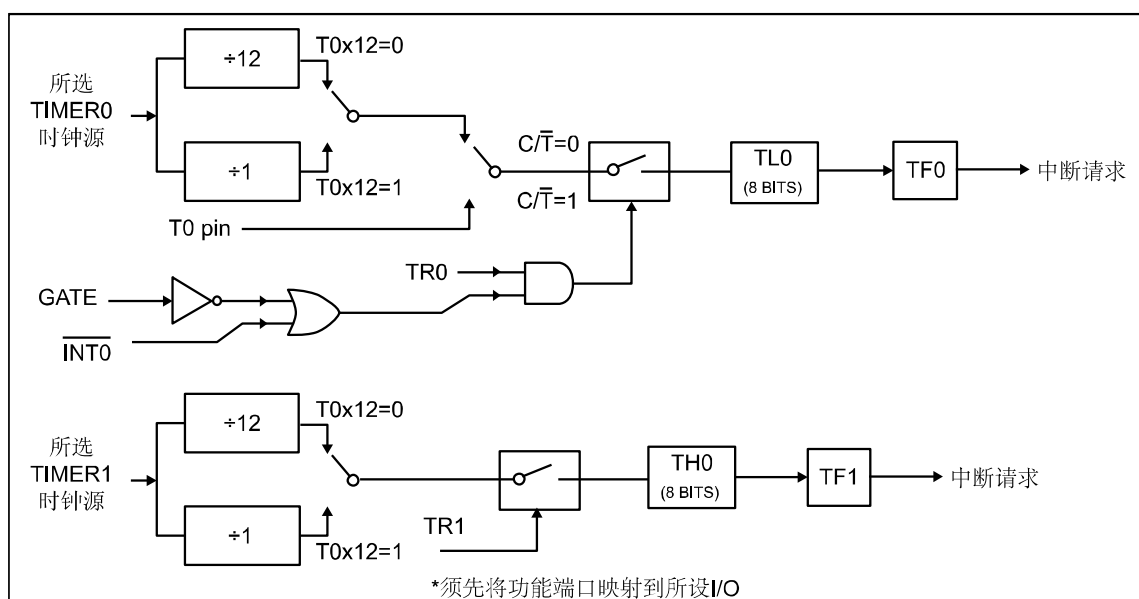 ÷12
T0x12=0
所选
TIMER0
时钟源
÷1
T0x12=1
T0 pin
C/T̅=0
C/T̅=1
TL0
(8 BITS)
TF0
中断请求
TR0
GATE
I̅N̅T̅0̅
÷12
T0x12=0
所选
TIMER1
时钟源
÷1
T0x12=1
TR1
TH0
(8 BITS)
TF1
中断请求
*须先将功能端口映射到所设I/O